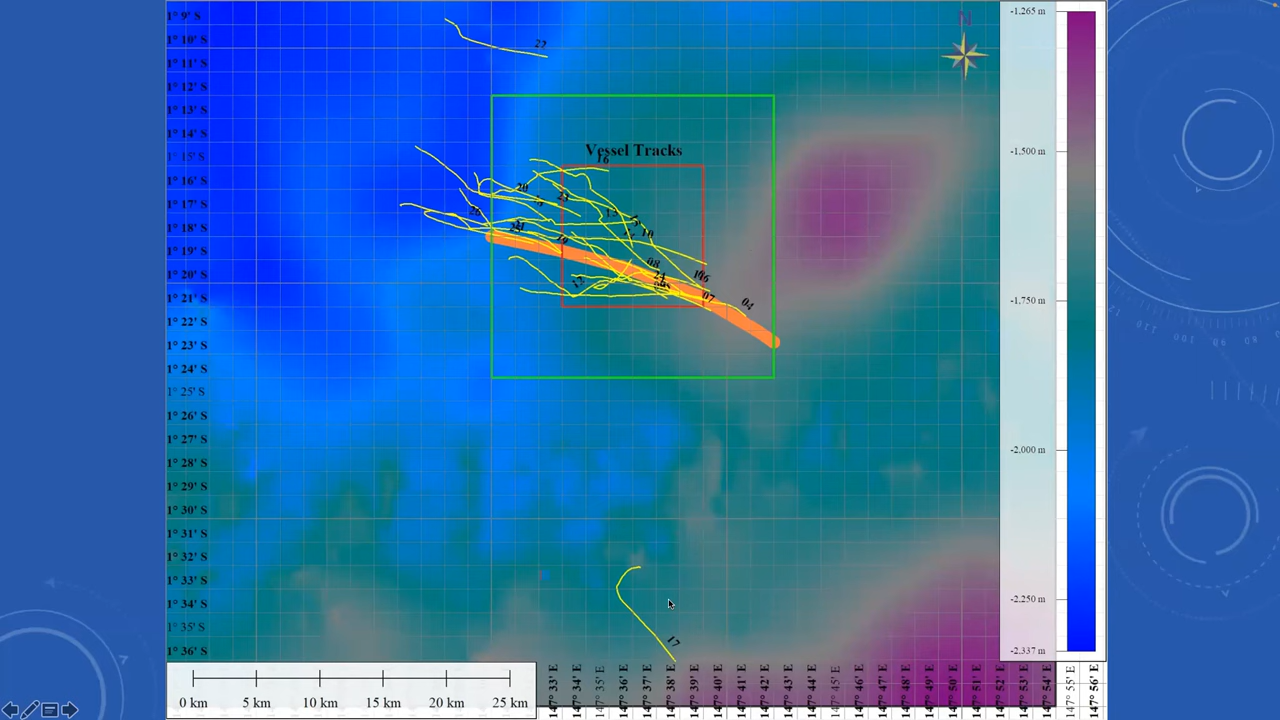 1° 9' S
1° 10' S
1° 11' S
1° 12' S
1° 13' S
1° 14' S
1° 15' S
1° 16' S
1° 17' S
1° 18' S
1° 19' S
1° 20' S
1° 21' S
1° 22' S
1° 23' S
1° 24' S
1° 25' S
1° 26' S
1° 27' S
1° 28' S
1° 29' S
1° 30' S
1° 31' S
1° 32' S
1° 33' S
1° 34' S
1° 35' S
1° 36' S
22
Vessel Tracks
16
20
23
26
13
10
08
24
12
07
04
17
N
-1.265 m
-1.500 m
-1.750 m
-2.000 m
-2.250 m
-2.337 m
0 km 5 km 10 km 15 km 20 km 25 km
147° 33' E
147° 34' E
147° 35' E
147° 36' E
147° 37' E
147° 38' E
147° 39' E
147° 40' E
147° 41' E
147° 42' E
147° 43' E
147° 44' E
147° 45' E
147° 46' E
147° 47' E
147° 48' E
147° 49' E
147° 50' E
147° 51' E
147° 52' E
147° 53' E
147° 54' E
147° 55' E
147° 56' E